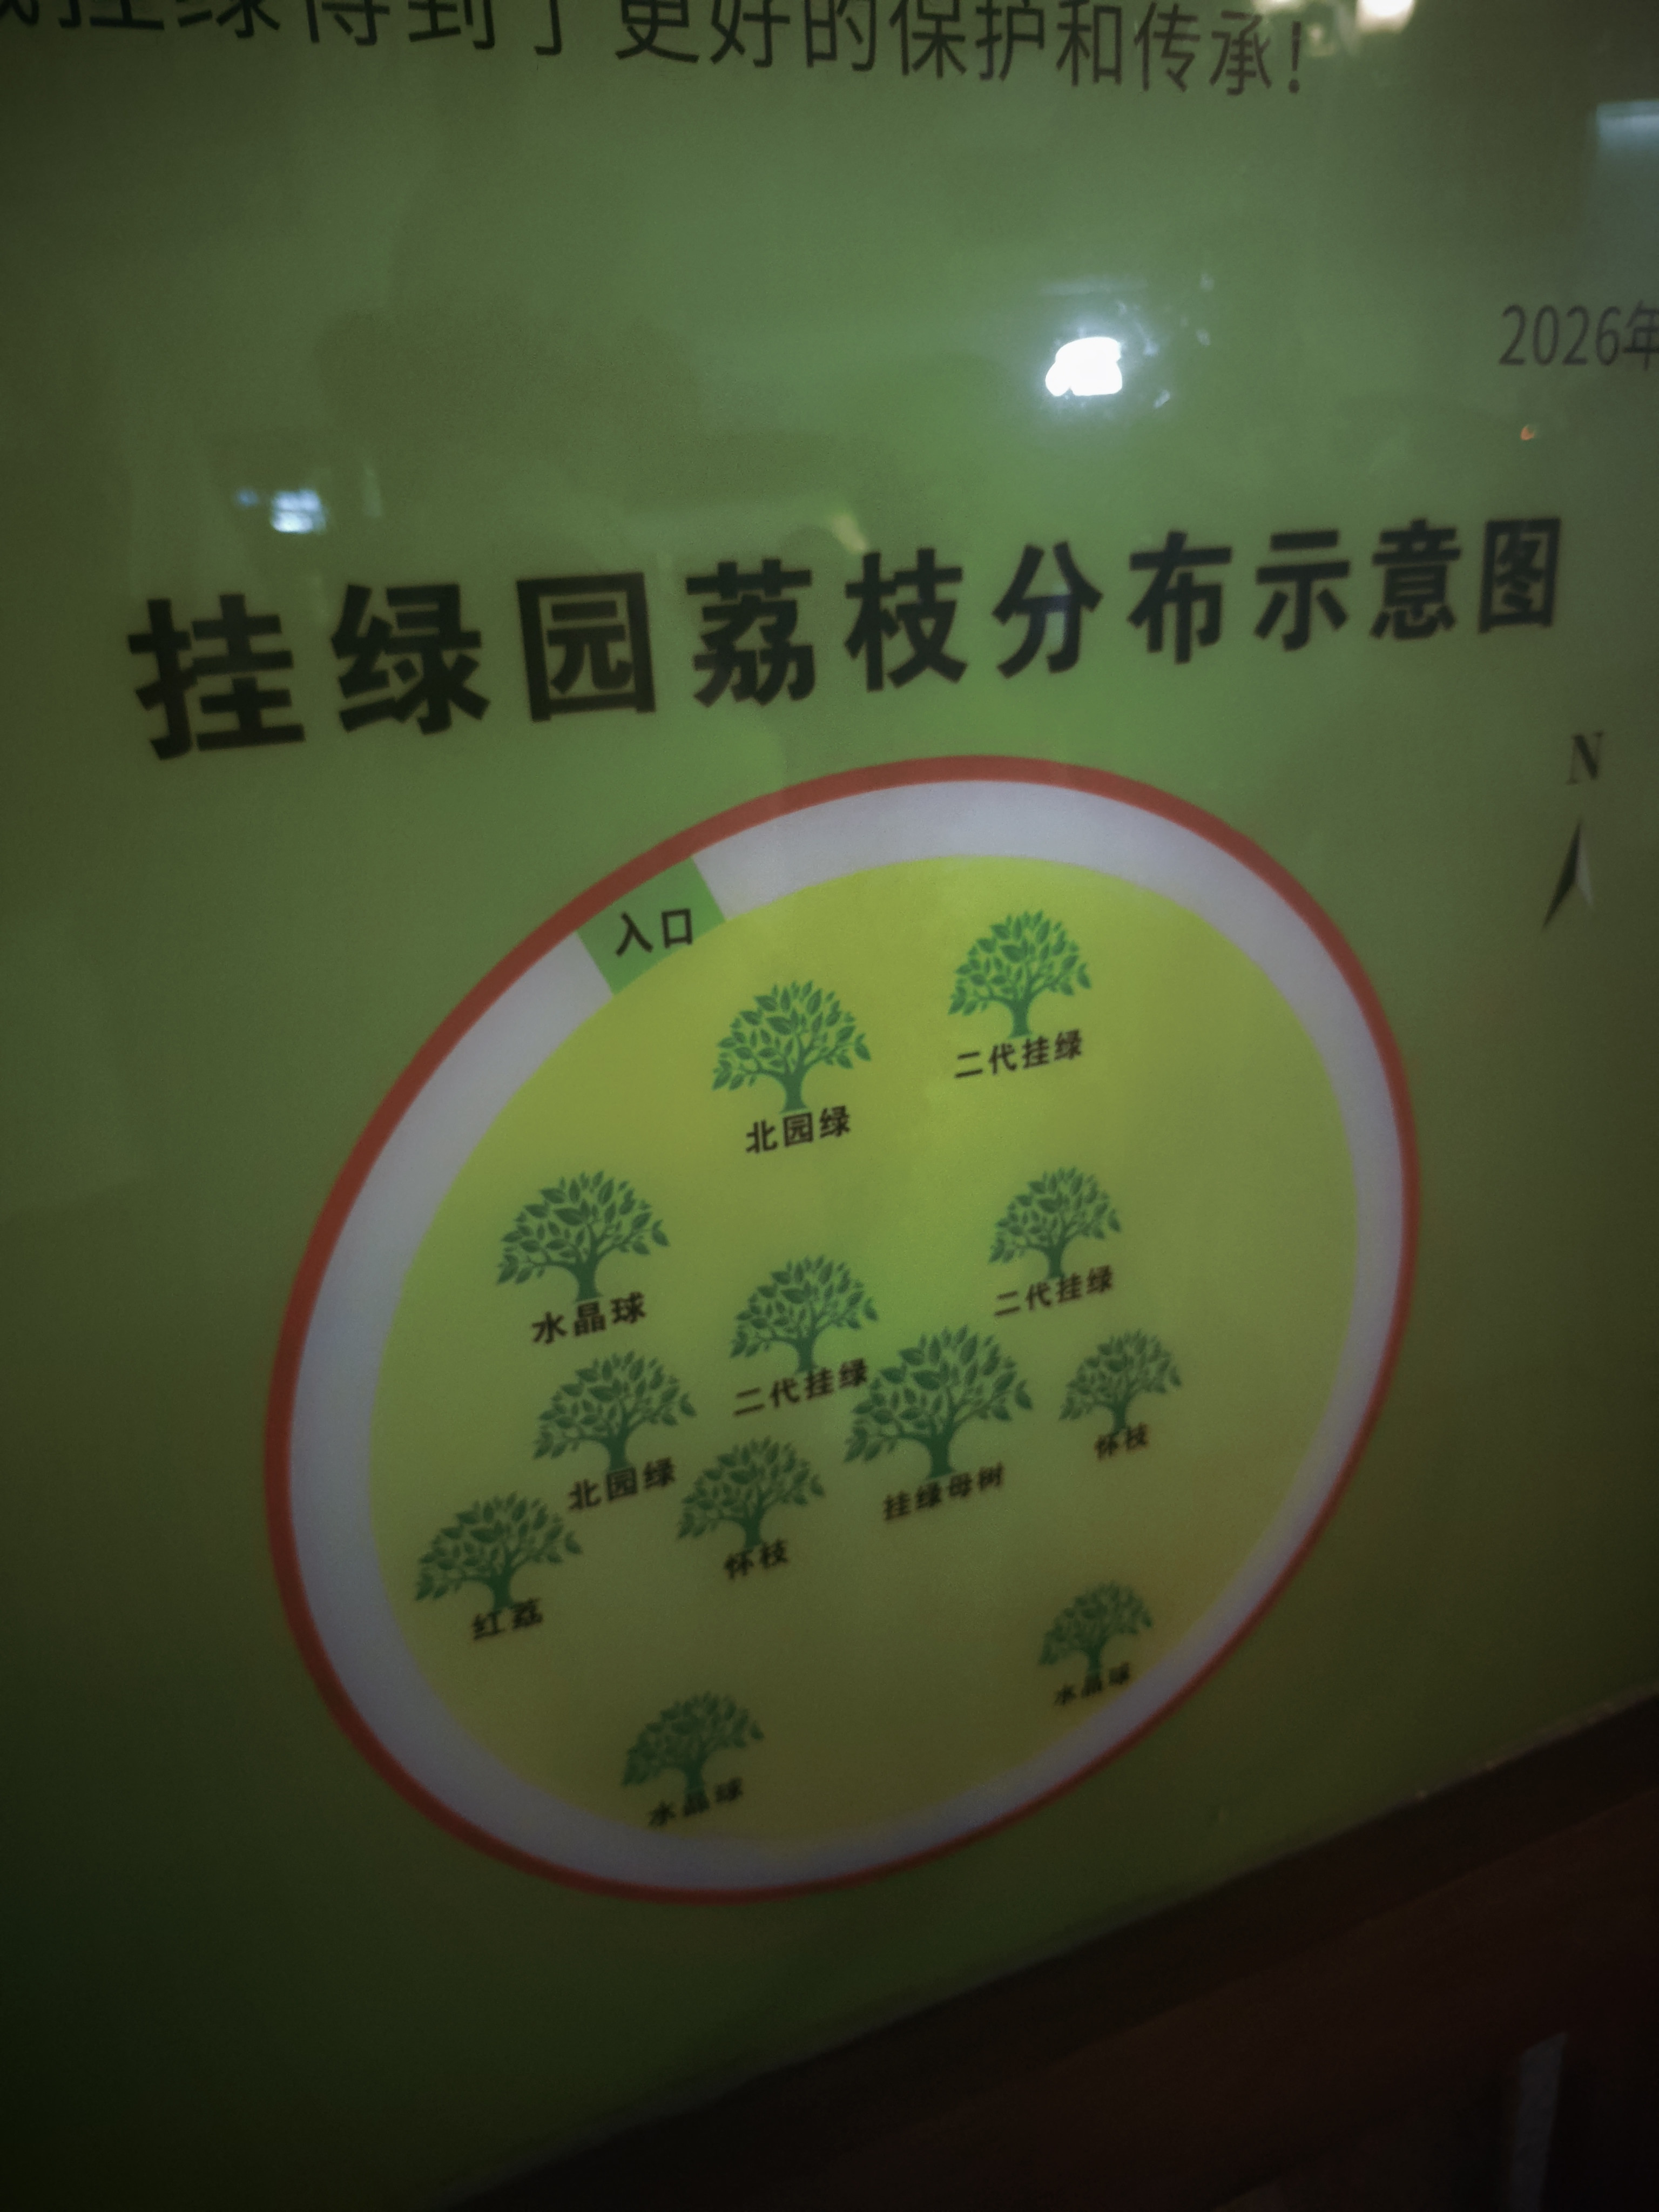 挂绿得到了更好的保护和传承!
2026年
挂绿园荔枝分布示意图
N
入口
二代挂绿
北园绿
水晶球
二代挂绿
二代挂绿
北园绿
挂绿母树
怀枝
怀枝
红荔
水晶球
水晶球